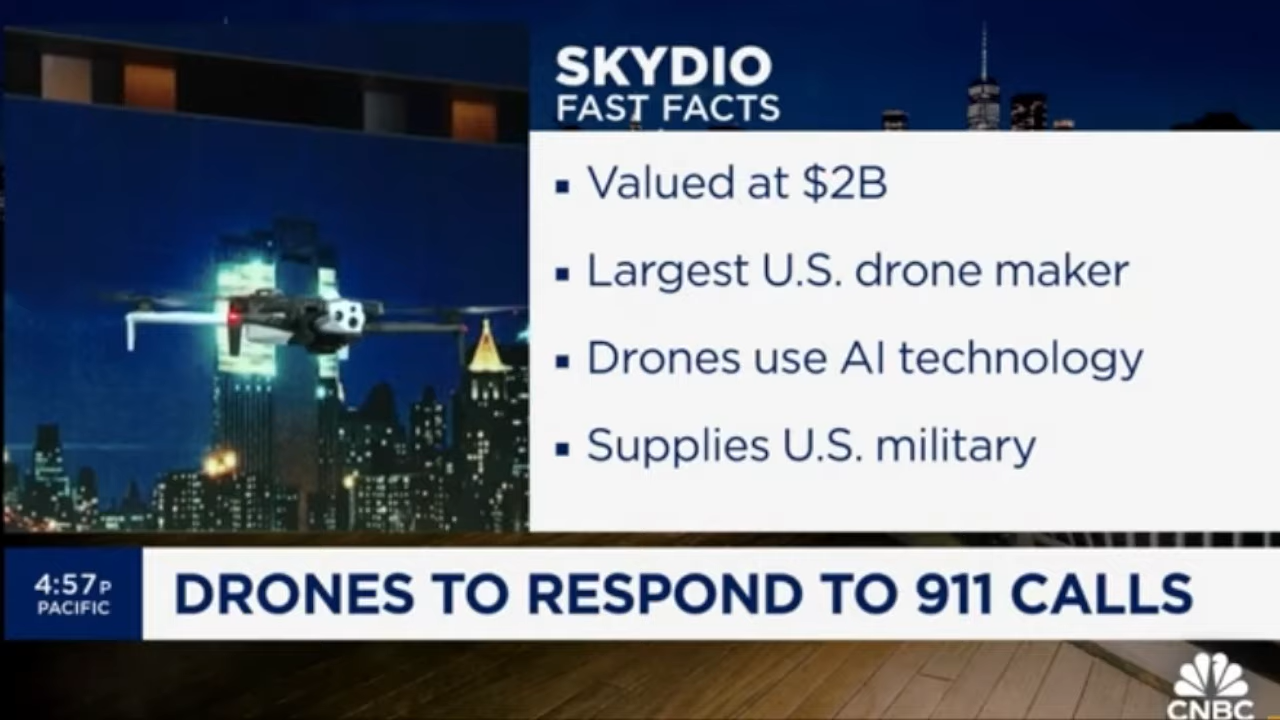 SKYDIO
FAST FACTS
▪ Valued at $2B
▪ Largest U.S. drone maker
▪ Drones use AI technology
▪ Supplies U.S. military
4:57P
PACIFIC
DRONES TO RESPOND TO 911 CALLS
CNBC